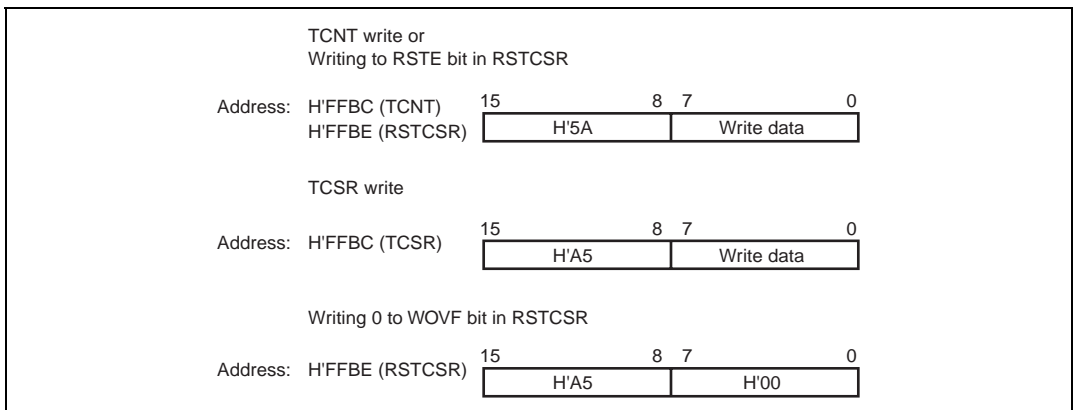 TCNT write or
Writing to RSTE bit in RSTCSR
15 8 7 0
Address: H'FFBC (TCNT)
H'FFBE (RSTCSR) H'5A Write data
TCSR write
15 8 7 0
Address: H'FFBC (TCSR) H'A5 Write data
Writing 0 to WOVF bit in RSTCSR
15 8 7 0
Address: H'FFBE (RSTCSR) H'A5 H'00